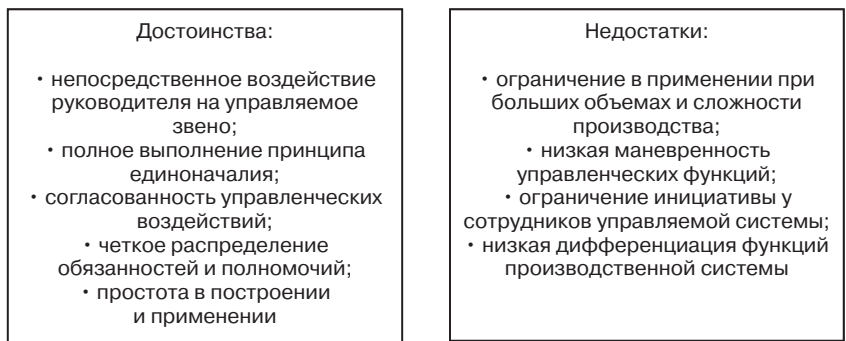 Достоинства:
• непосредственное воздействие
руководителя на управляемое
звено;
• полное выполнение принципа
единоначалия;
• согласованность управленческих
воздействий;
• четкое распределение
обязанностей и полномочий;
• простота в построении
и применении
Недостатки:
• ограничение в применении при
больших объемах и сложности
производства;
• низкая маневренность
управленческих функций;
• ограничение инициативы у
сотрудников управляемой системы;
• низкая дифференциация функций
производственной системы